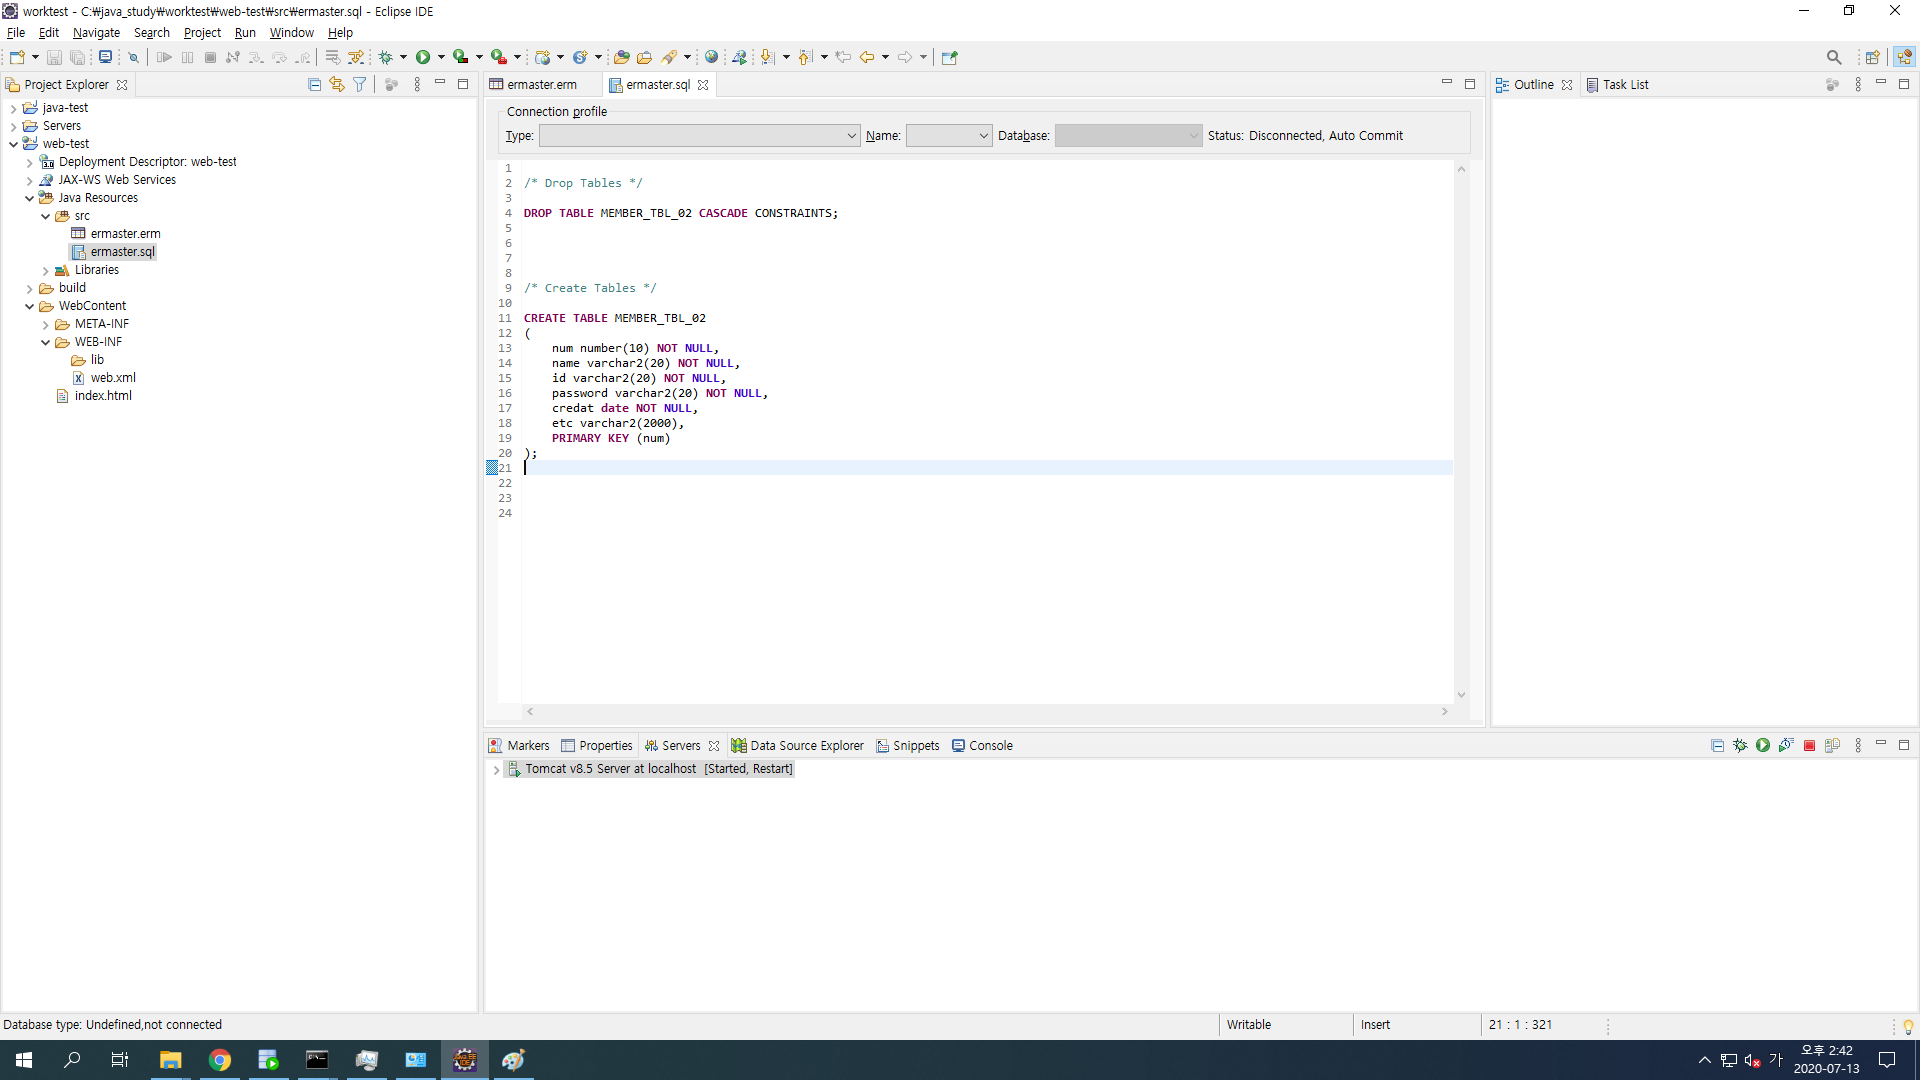 worktest - C:₩java_study₩worktest₩web-test₩src₩ermaster.sql - Eclipse IDE
File Edit Navigate Search Project Run Window Help
Project Explorer
java-test
Servers
web-test
Deployment Descriptor: web-test
JAX-WS Web Services
Java Resources
src
ermaster.erm
ermaster.sql
Libraries
build
WebContent
META-INF
WEB-INF
lib
web.xml
index.html
ermaster.erm ermaster.sql
Connection profile
Type: Name: Database: Status: Disconnected, Auto Commit
1
2 /* Drop Tables */
3
4 DROP TABLE MEMBER_TBL_02 CASCADE CONSTRAINTS;
5
6
7
8
9 /* Create Tables */
10
11 CREATE TABLE MEMBER_TBL_02
12 (
13 num number(10) NOT NULL,
14 name varchar2(20) NOT NULL,
15 id varchar2(20) NOT NULL,
16 password varchar2(20) NOT NULL,
17 credat date NOT NULL,
18 etc varchar2(2000),
19 PRIMARY KEY (num)
20 );
21
22
23
24
Outline Task List
Markers Properties Servers Data Source Explorer Snippets Console
Tomcat v8.5 Server at localhost [Started, Restart]
Database type: Undefined,not connected
Writable Insert 21 : 1 : 321
가 오후 2:42
2020-07-13